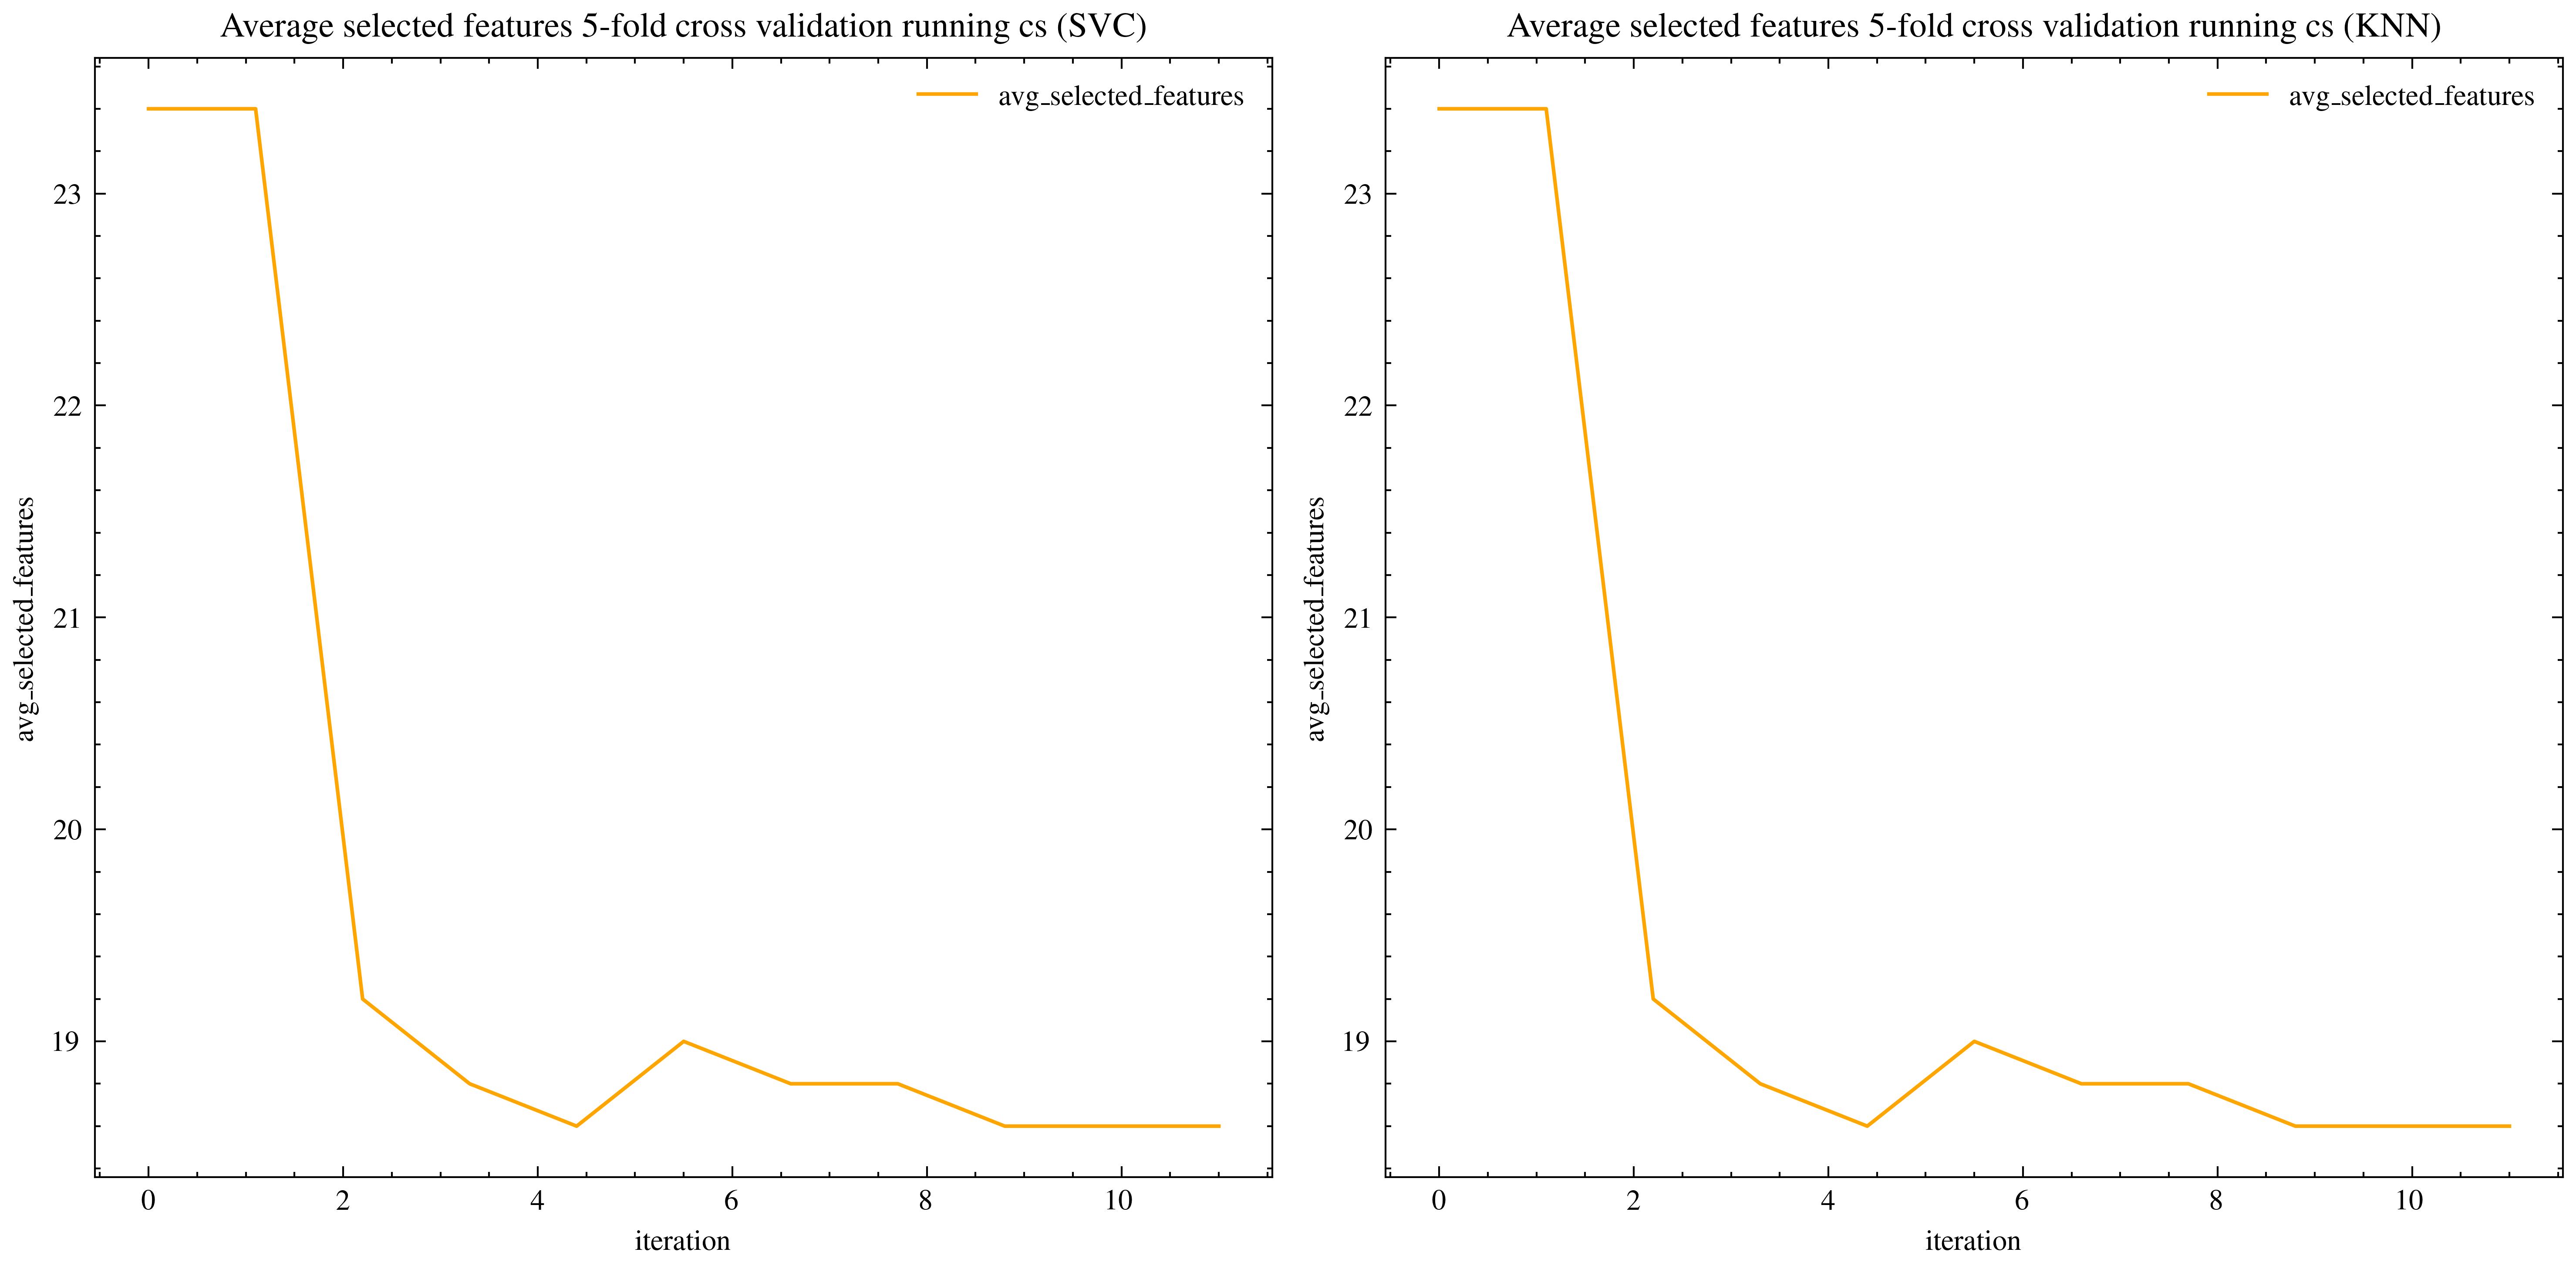 Average selected features 5-fold cross validation running cs (SVC)
avg_selected_features
23
22
21
20
19
avg_selected_features
0 2 4 6 8 10
iteration
Average selected features 5-fold cross validation running cs (KNN)
avg_selected_features
23
22
21
20
19
avg_selected_features
0 2 4 6 8 10
iteration